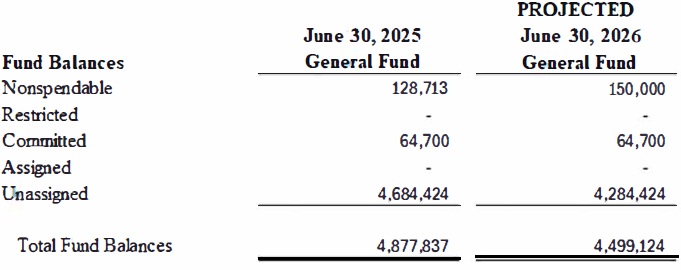 PROJECTED
June 30, 2025 June 30, 2026
Fund Balances General Fund General Fund
Nonspendable 128,713 150,000
Restricted - -
Committed 64,700 64,700
Assigned - -
Unassigned 4,684,424 4,284,424
Total Fund Balances 4,877,837 4,499,124